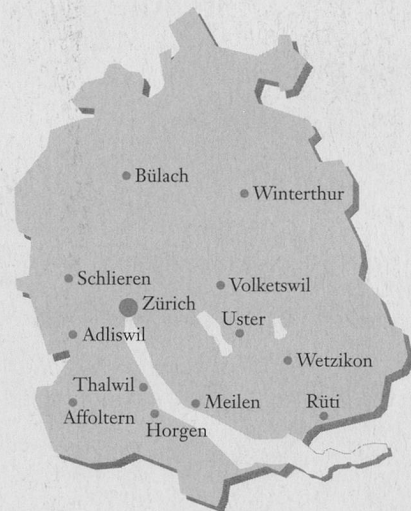 Bülach
Winterthur
Schlieren
Volketswil
Zürich
Uster
Adliswil
Wetzikon
Thalwil
Meilen
Rüti
Affoltern
Horgen